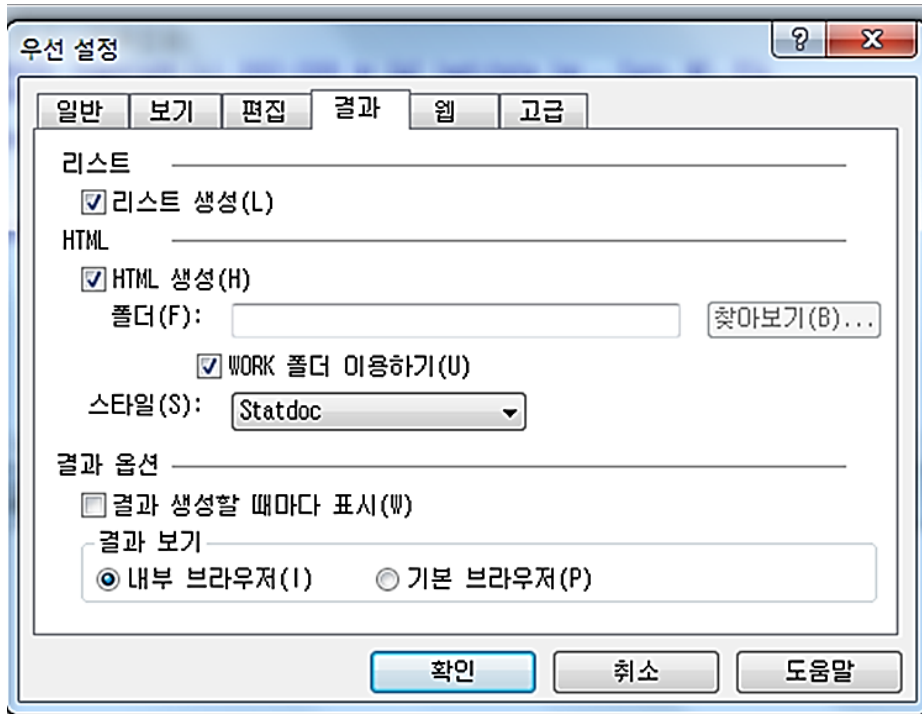 우선 설정
일반 보기 편집 결과 웹 고급
리스트
리스트 생성(L)
HTML
HTML 생성(H)
폴더(F): 찾아보기(B)...
WORK 폴더 이용하기(U)
스타일(S): Statdoc
결과 옵션
결과 생성할 때마다 표시(W)
결과 보기
내부 브라우저(I) 기본 브라우저(P)
확인 취소 도움말